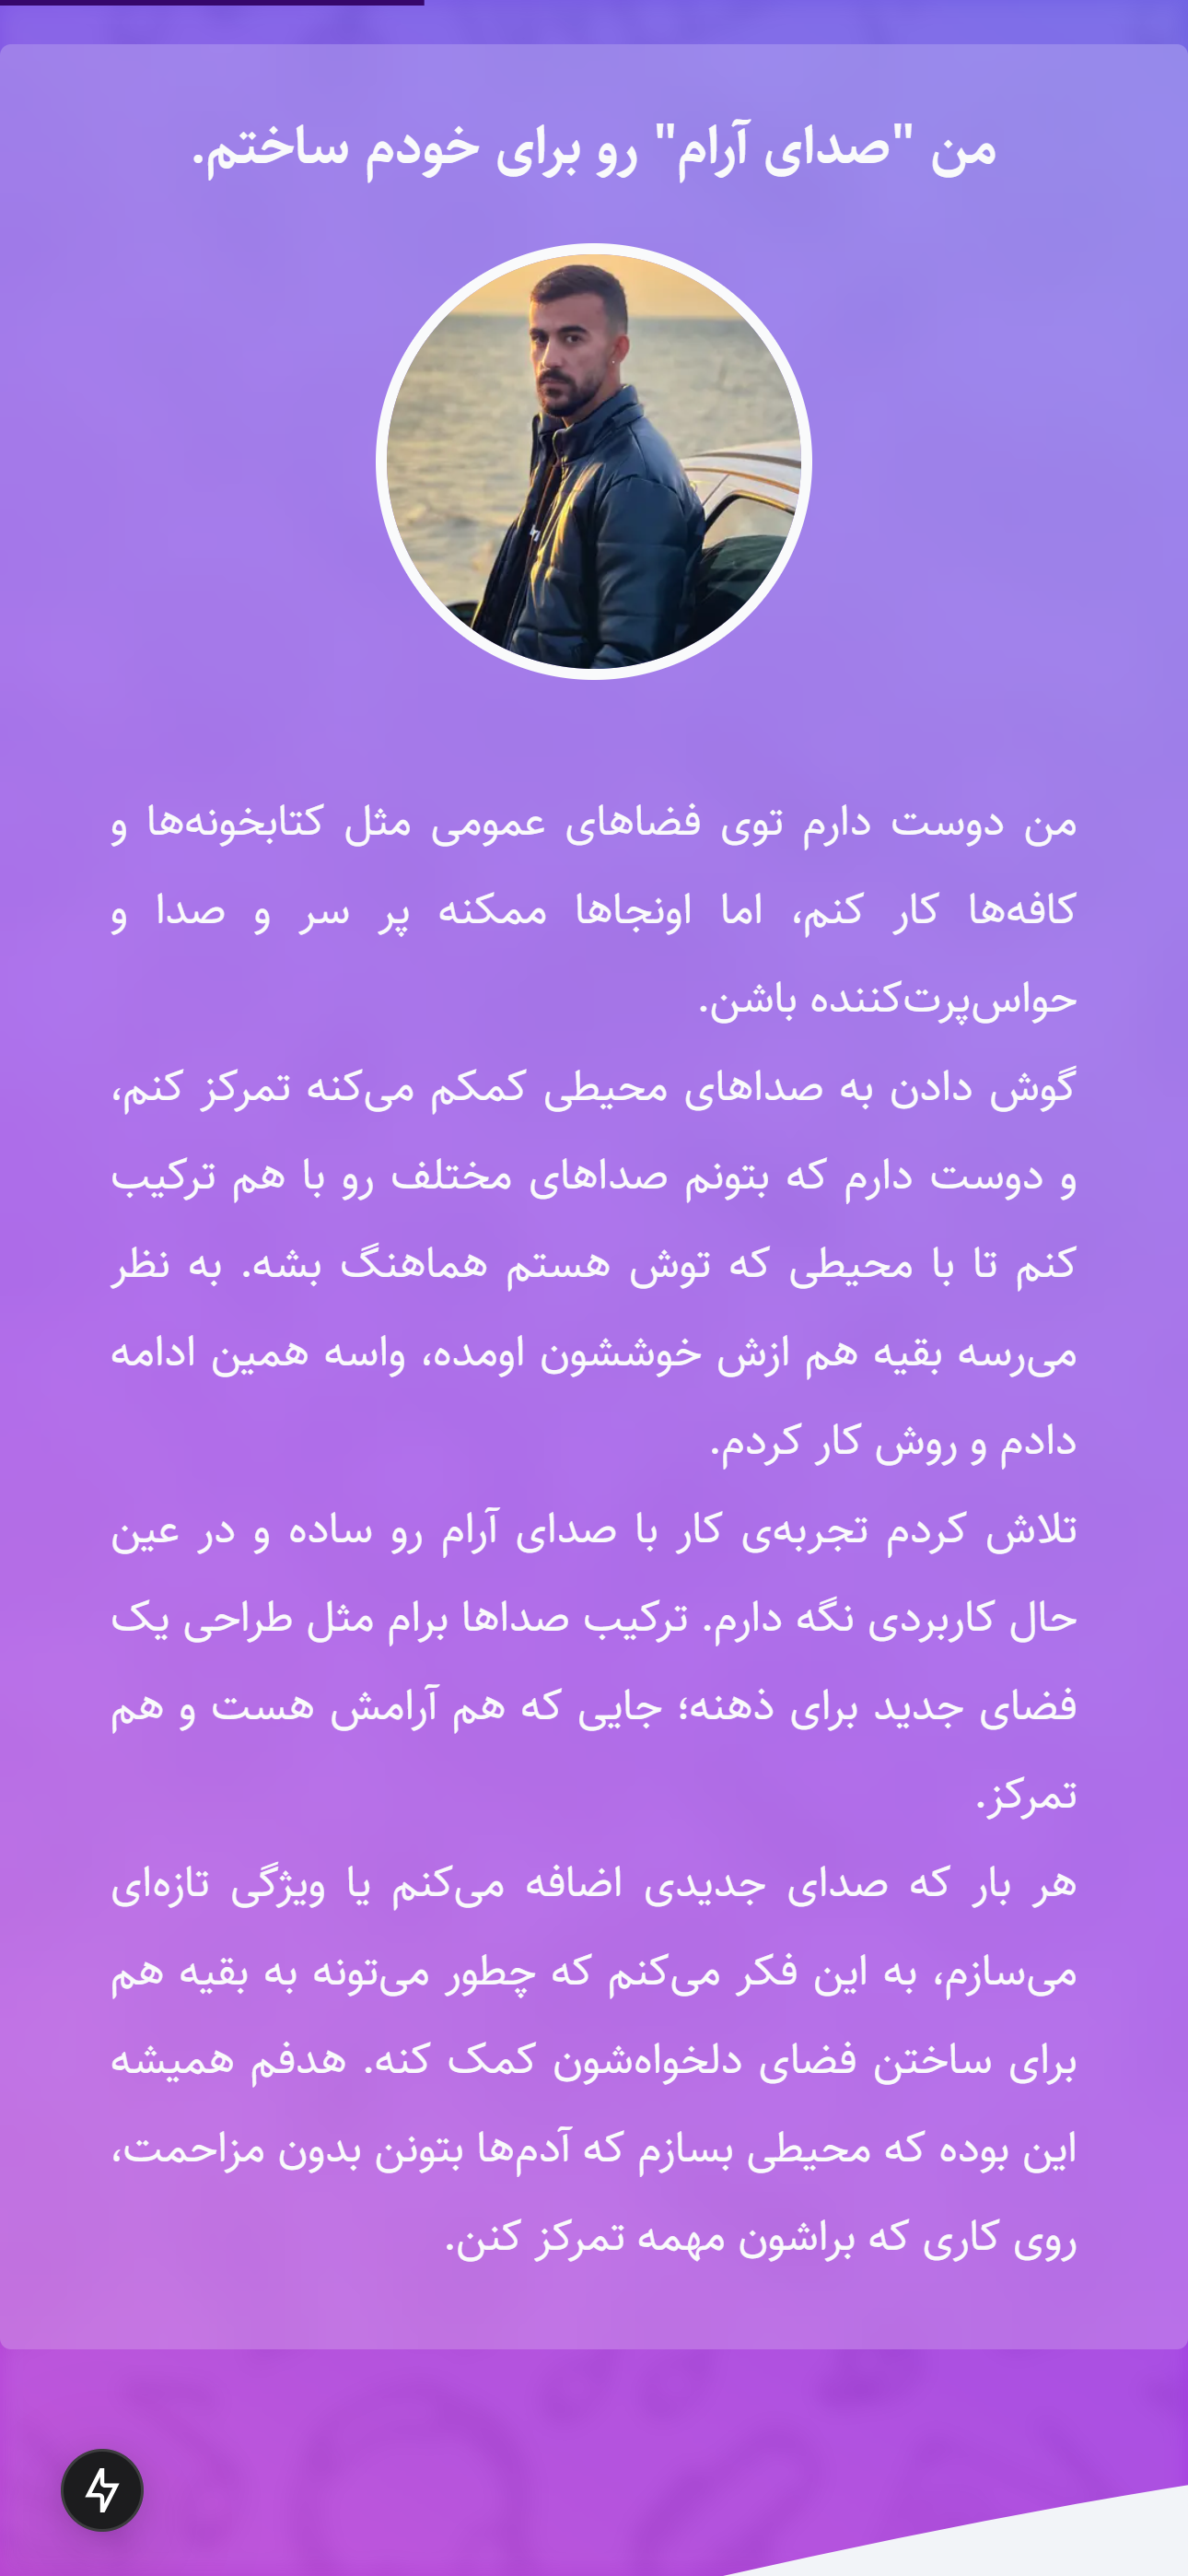 من "صدای آرام" رو برای خودم ساختم.
من دوست دارم توی فضاهای عمومی مثل کتابخونه‌ها و
کافه‌ها کار کنم، اما اونجاها ممکنه پر سر و صدا و
حواس‌پرت‌کننده باشن.
گوش دادن به صداهای محیطی کمکم می‌کنه تمرکز کنم،
و دوست دارم که بتونم صداهای مختلف رو با هم ترکیب
کنم تا با محیطی که توش هستم هماهنگ بشه. به نظر
می‌رسه بقیه هم ازش خوششون اومده، واسه همین ادامه
دادم و روش کار کردم.
تلاش کردم تجربه‌ی کار با صدای آرام رو ساده و در عین
حال کاربردی نگه دارم. ترکیب صداها برام مثل طراحی یک
فضای جدید برای ذهنه؛ جایی که هم آرامش هست و هم
تمرکز.
هر بار که صدای جدیدی اضافه می‌کنم یا ویژگی تازه‌ای
می‌سازم، به این فکر می‌کنم که چطور می‌تونه به بقیه هم
برای ساختن فضای دلخواه‌شون کمک کنه. هدفم همیشه
این بوده که محیطی بسازم که آدم‌ها بتونن بدون مزاحمت،
روی کاری که براشون مهمه تمرکز کنن.